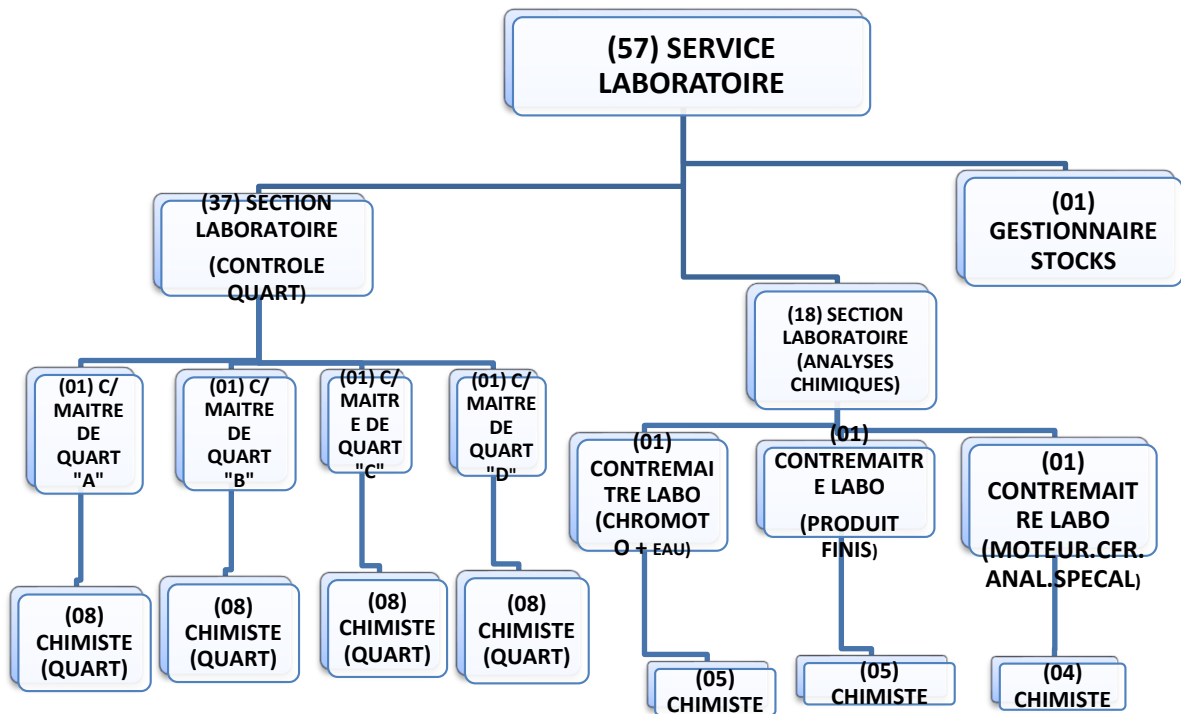 (57) SERVICE
LABORATOIRE
(37) SECTION
LABORATOIRE
(CONTROLE
QUART)
(01)
GESTIONNAIRE
STOCKS
(18) SECTION
LABORATOIRE
(ANALYSES
CHIMIQUES)
(01) C/
MAITRE
DE
QUART
"A"
(01) C/
MAITRE
DE
QUART
"B"
(01) C/
MAITR
E DE
QUART
"C"
(01) C/
MAITRE
DE
QUART
"D"
(01)
CONTREMAI
TRE LABO
(CHROMOT
O + EAU)
(01)
CONTREMAITR
E LABO
(PRODUIT
FINIS)
(01)
CONTREMAIT
RE LABO
(MOTEUR.CFR.
ANAL.SPECAL)
(08)
CHIMISTE
(QUART)
(08)
CHIMISTE
(QUART)
(08)
CHIMISTE
(QUART)
(08)
CHIMISTE
(QUART)
(05)
CHIMISTE
(05)
CHIMISTE
(04)
CHIMISTE